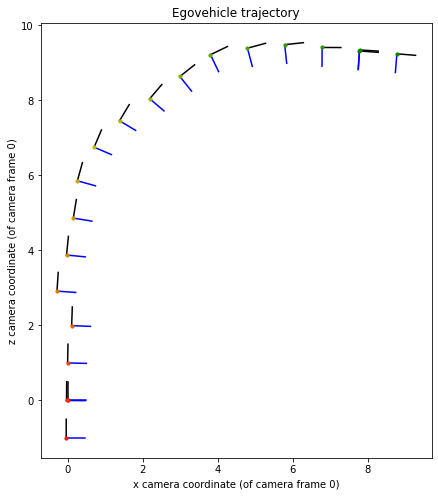 Egovehicle trajectory
z camera coordinate (of camera frame 0)
10
8
6
4
2
0
0 2 4 6 8
x camera coordinate (of camera frame 0)